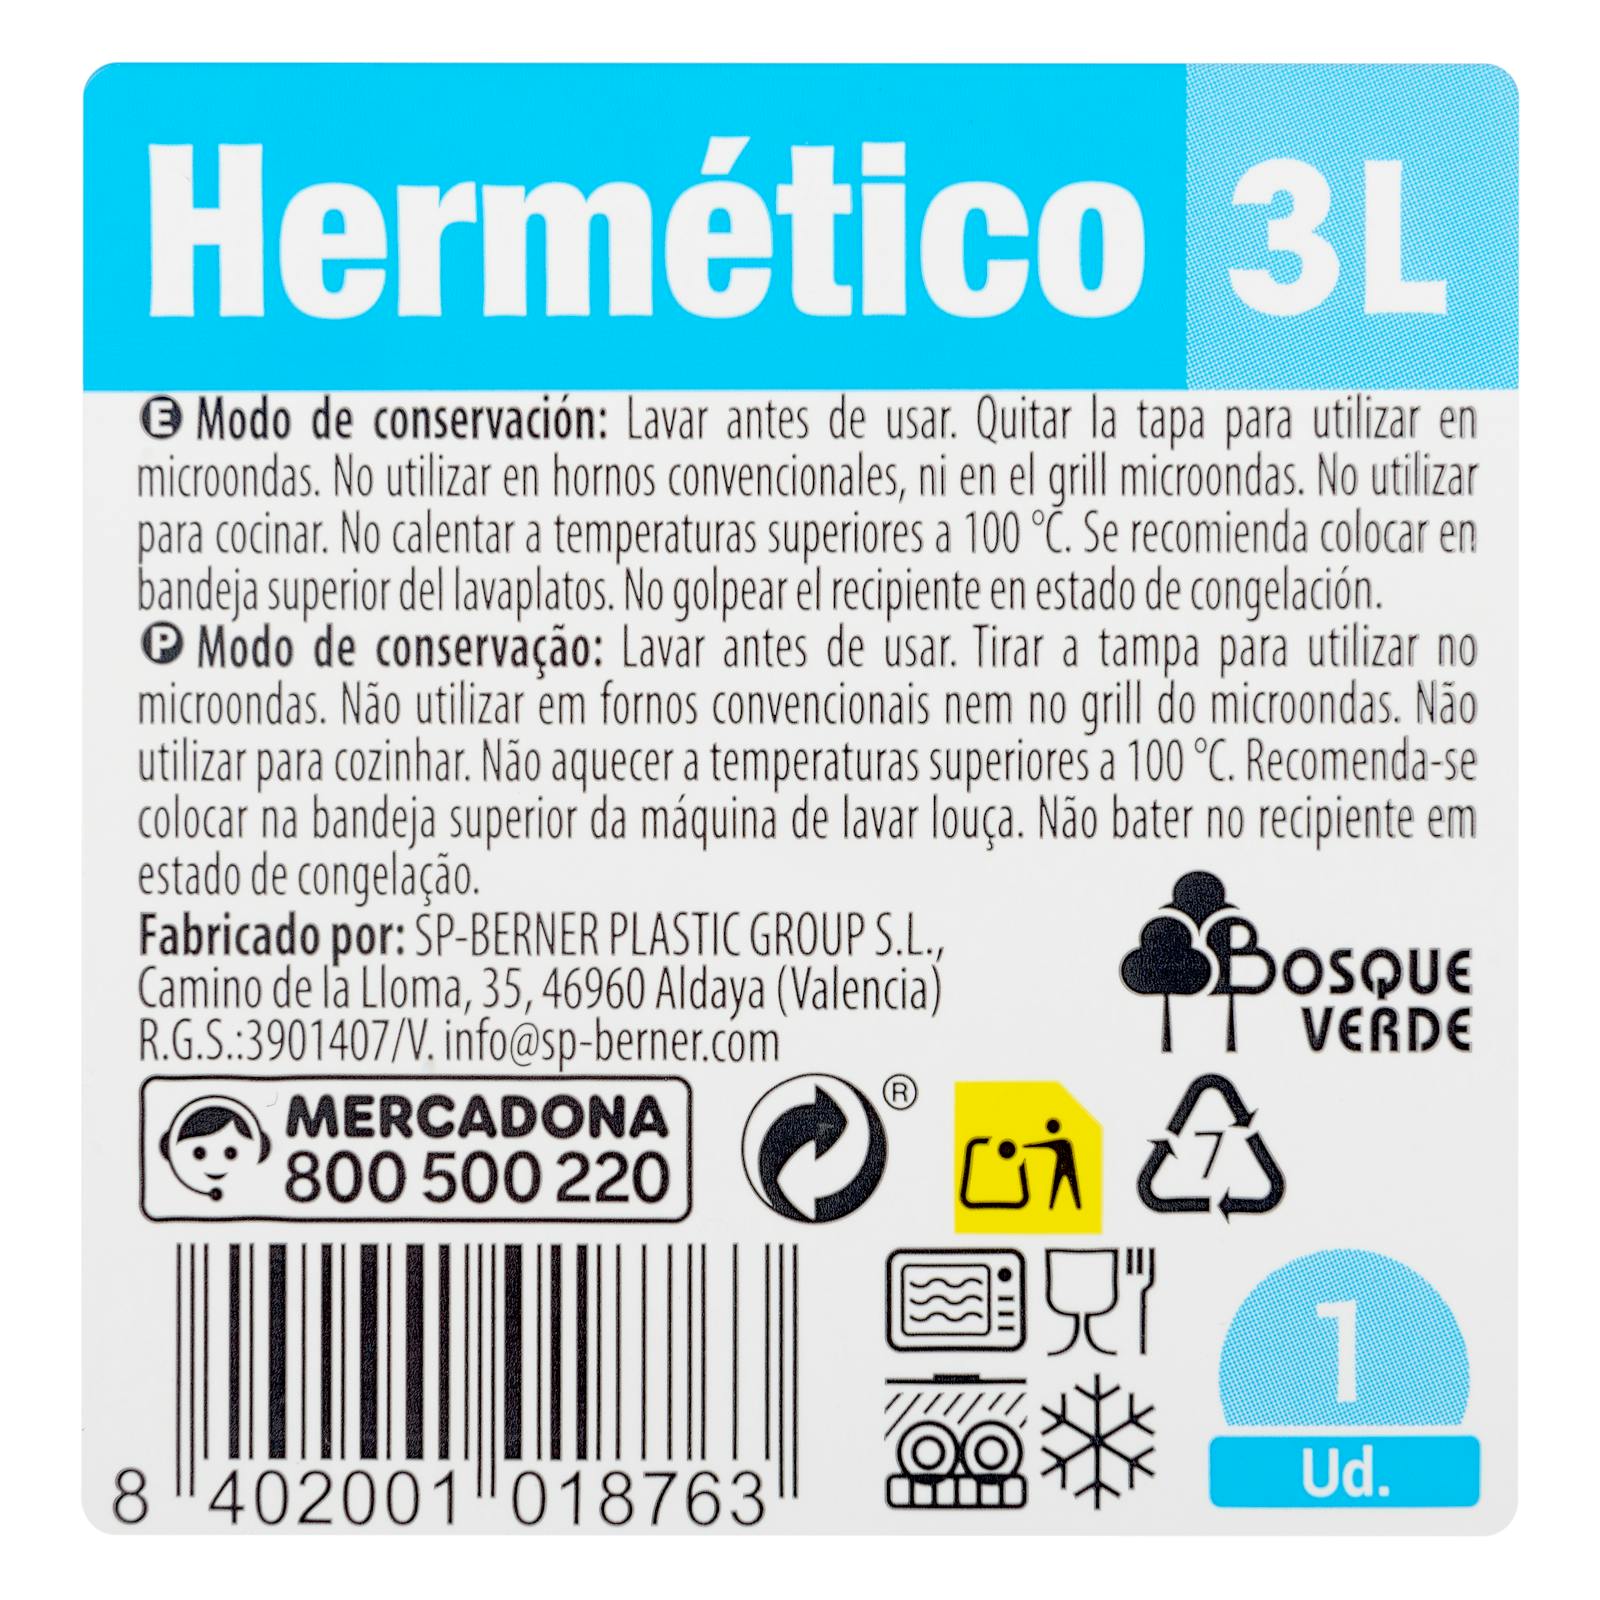 Hermético 3L
E Modo de conservación: Lavar antes de usar. Quitar la tapa para utilizar en
microondas. No utilizar en hornos convencionales, ni en el grill microondas. No utilizar
para cocinar. No calentar a temperaturas superiores a 100 °C. Se recomienda colocar en
bandeja superior del lavaplatos. No golpear el recipiente en estado de congelación.
P Modo de conservação: Lavar antes de usar. Tirar a tampa para utilizar no
microondas. Não utilizar em fornos convencionais nem no grill do microondas. Não
utilizar para cozinhar. Não aquecer a temperaturas superiores a 100 °C. Recomenda-se
colocar na bandeja superior da máquina de lavar louça. Não bater no recipiente em
estado de congelação.
Fabricado por: SP-BERNER PLASTIC GROUP S.L.,
Camino de la Lloma, 35, 46960 Aldaya (Valencia)
R.G.S.:3901407/V. info@sp-berner.com
BOSQUE
VERDE
MERCADONA
800 500 220
®
7
8 402001 018763
1
Ud.